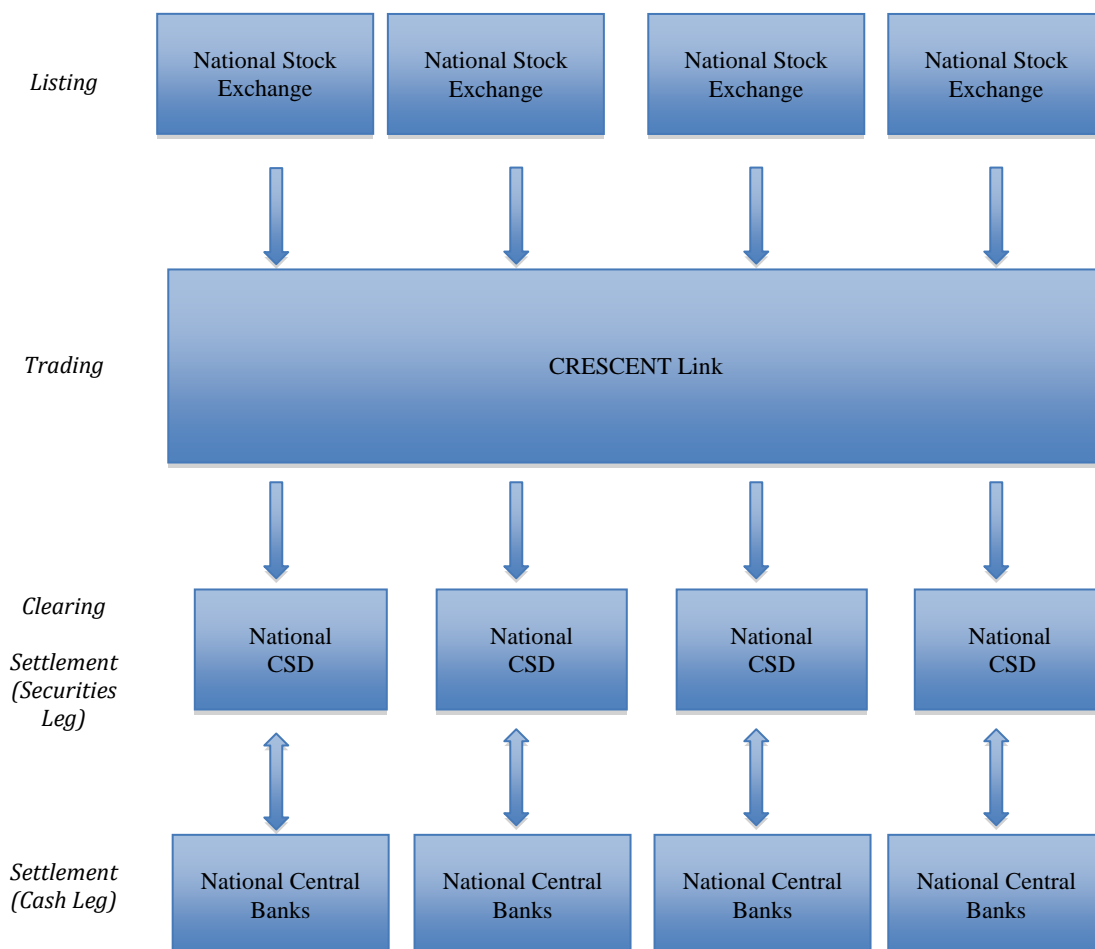 Listing
National Stock
Exchange
National Stock
Exchange
National Stock
Exchange
National Stock
Exchange
Trading
CRESCENT Link
Clearing
Settlement
(Securities
Leg)
National
CSD
National
CSD
National
CSD
National
CSD
Settlement
(Cash Leg)
National Central
Banks
National Central
Banks
National Central
Banks
National Central
Banks